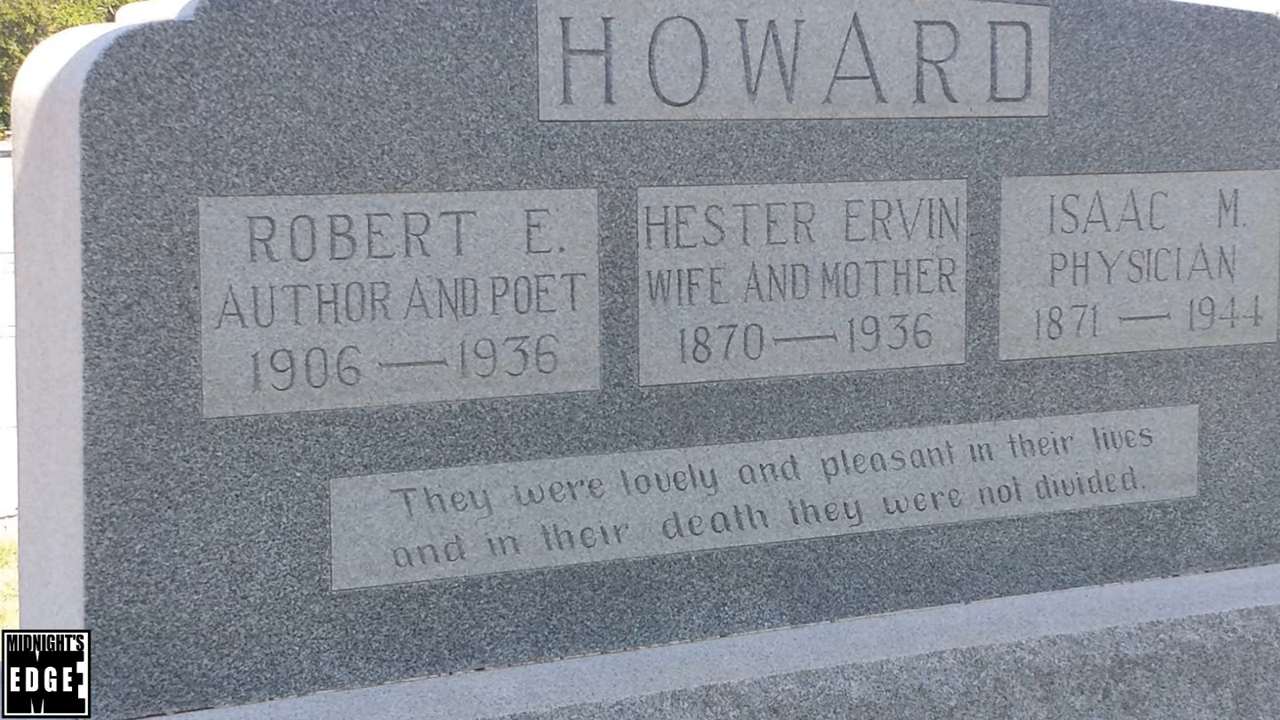 HOWARD
ROBERT E.
AUTHOR AND POET
1906 — 1936
HESTER ERVIN
WIFE AND MOTHER
1870 — 1936
ISAAC M.
PHYSICIAN
1871 — 1944
They were lovely and pleasant in their lives
and in their death they were not divided.
MIDNIGHT'S
EDGE
ME